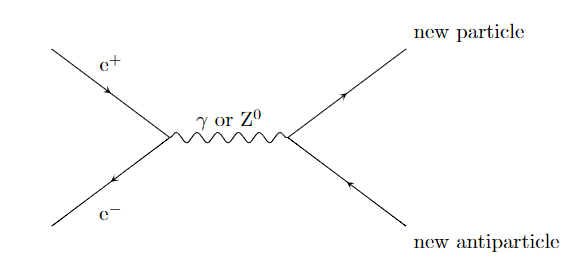 new particle
e⁺
γ or Z⁰
e⁻
new antiparticle